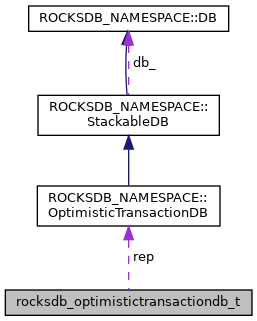 ROCKSDB_NAMESPACE::DB
db_
ROCKSDB_NAMESPACE::
StackableDB
ROCKSDB_NAMESPACE::
OptimisticTransactionDB
rep
rocksdb_optimistictransactiondb_t